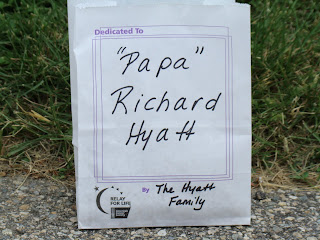 Dedicated To
"Papa"
Richard
Hyatt
RELAY
FOR LIFE
By The Hyatt
Family